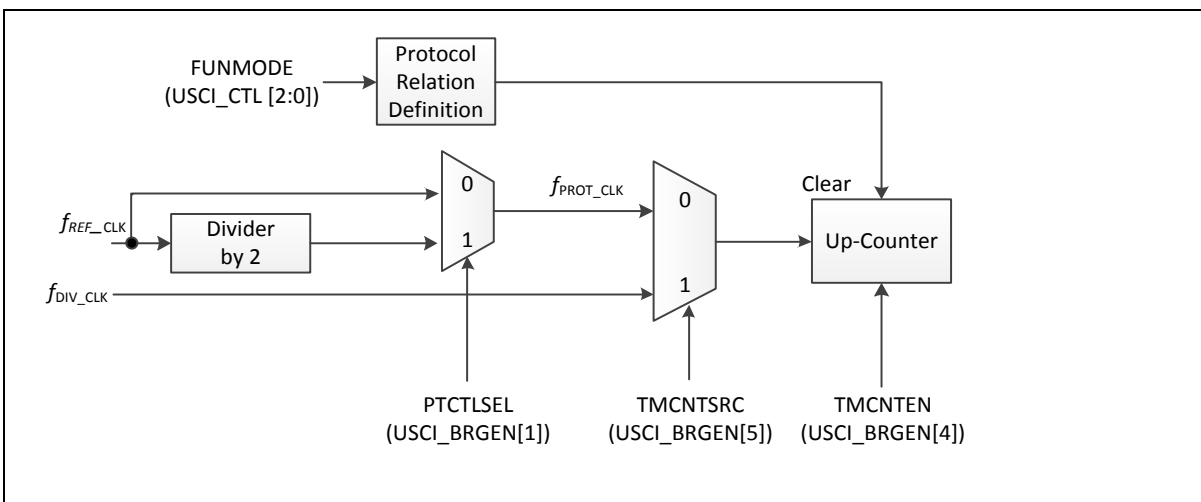 FUNMODE
(USCI_CTL [2:0])
Protocol
Relation
Definition
Clear
0
fPROT_CLK
0
fREF_CLK
Divider
by 2
1
Up-Counter
fDIV_CLK
1
PTCTLSEL
(USCI_BRGEN[1])
TMCNTSRC
(USCI_BRGEN[5])
TMCNTEN
(USCI_BRGEN[4])